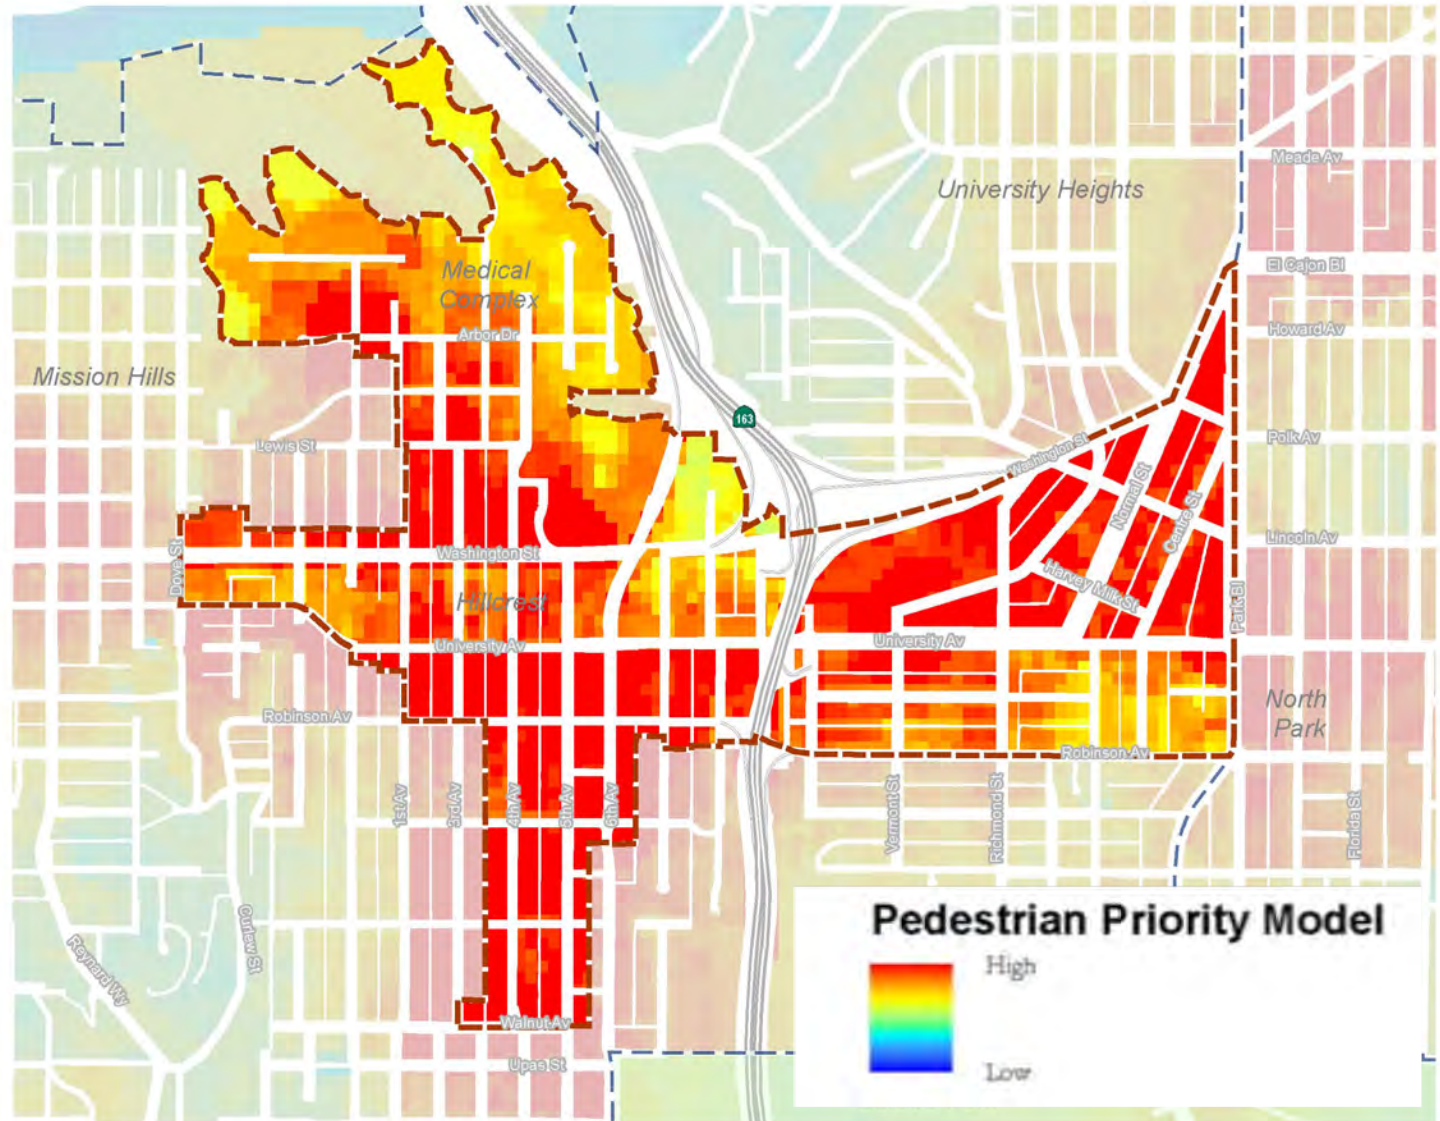 Meade Av
University Heights
El Cajon Bl
Medical
Complex
Howard Av
Arbor Dr
Mission Hills
163
Polk Av
Lewis St
Washington St
Normal St
Centre St
Lincoln Av
Washington St
Dove St
Harvey Milk St
Hillcrest
Park Bl
University Av
University Av
North
Park
Robinson Av
Robinson Av
1st Av
3rd Av
4th Av
5th Av
6th Av
Vermont St
Richmond St
Florida St
Curlew St
Reynard Wy
Walnut Av
Upas St
Pedestrian Priority Model
High
Low